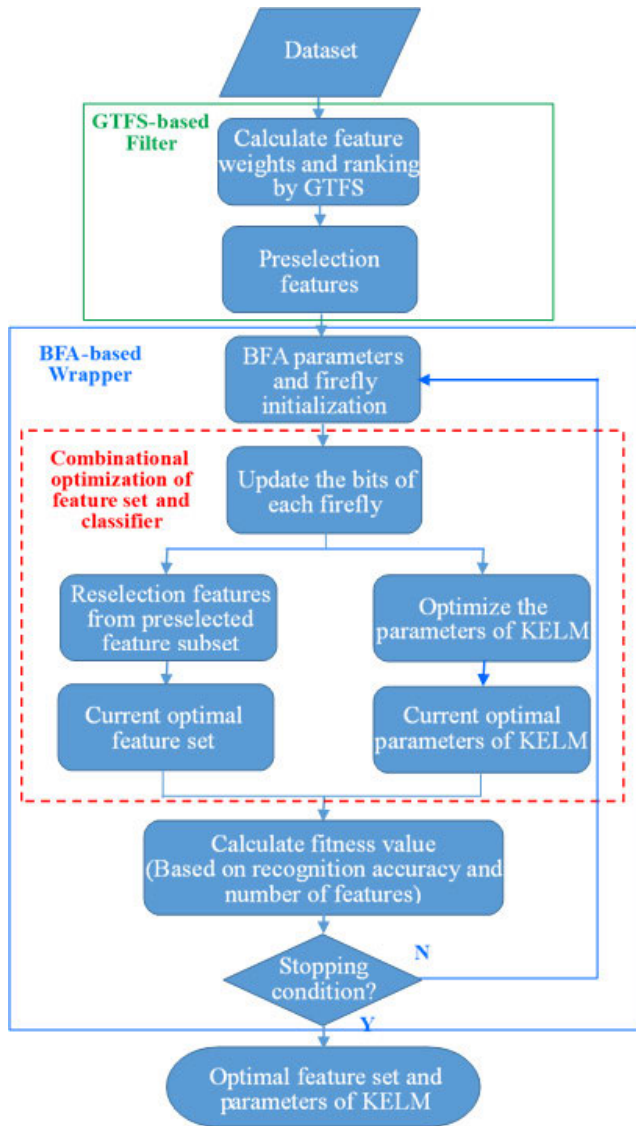 Dataset
GTFS-based
Filter
Calculate feature
weights and ranking
by GTFS
Preselection
features
BFA-based
Wrapper
BFA parameters
and firefly
initialization
Combinational
optimization of
feature set and
classifier
Update the bits of
each firefly
Reselection features
from preselected
feature subset
Optimize the
parameters of KELM
Current optimal
feature set
Current optimal
parameters of KELM
Calculate fitness value
(Based on recognition accuracy and
number of features)
Stopping
condition?
N
Y
Optimal feature set and
parameters of KELM